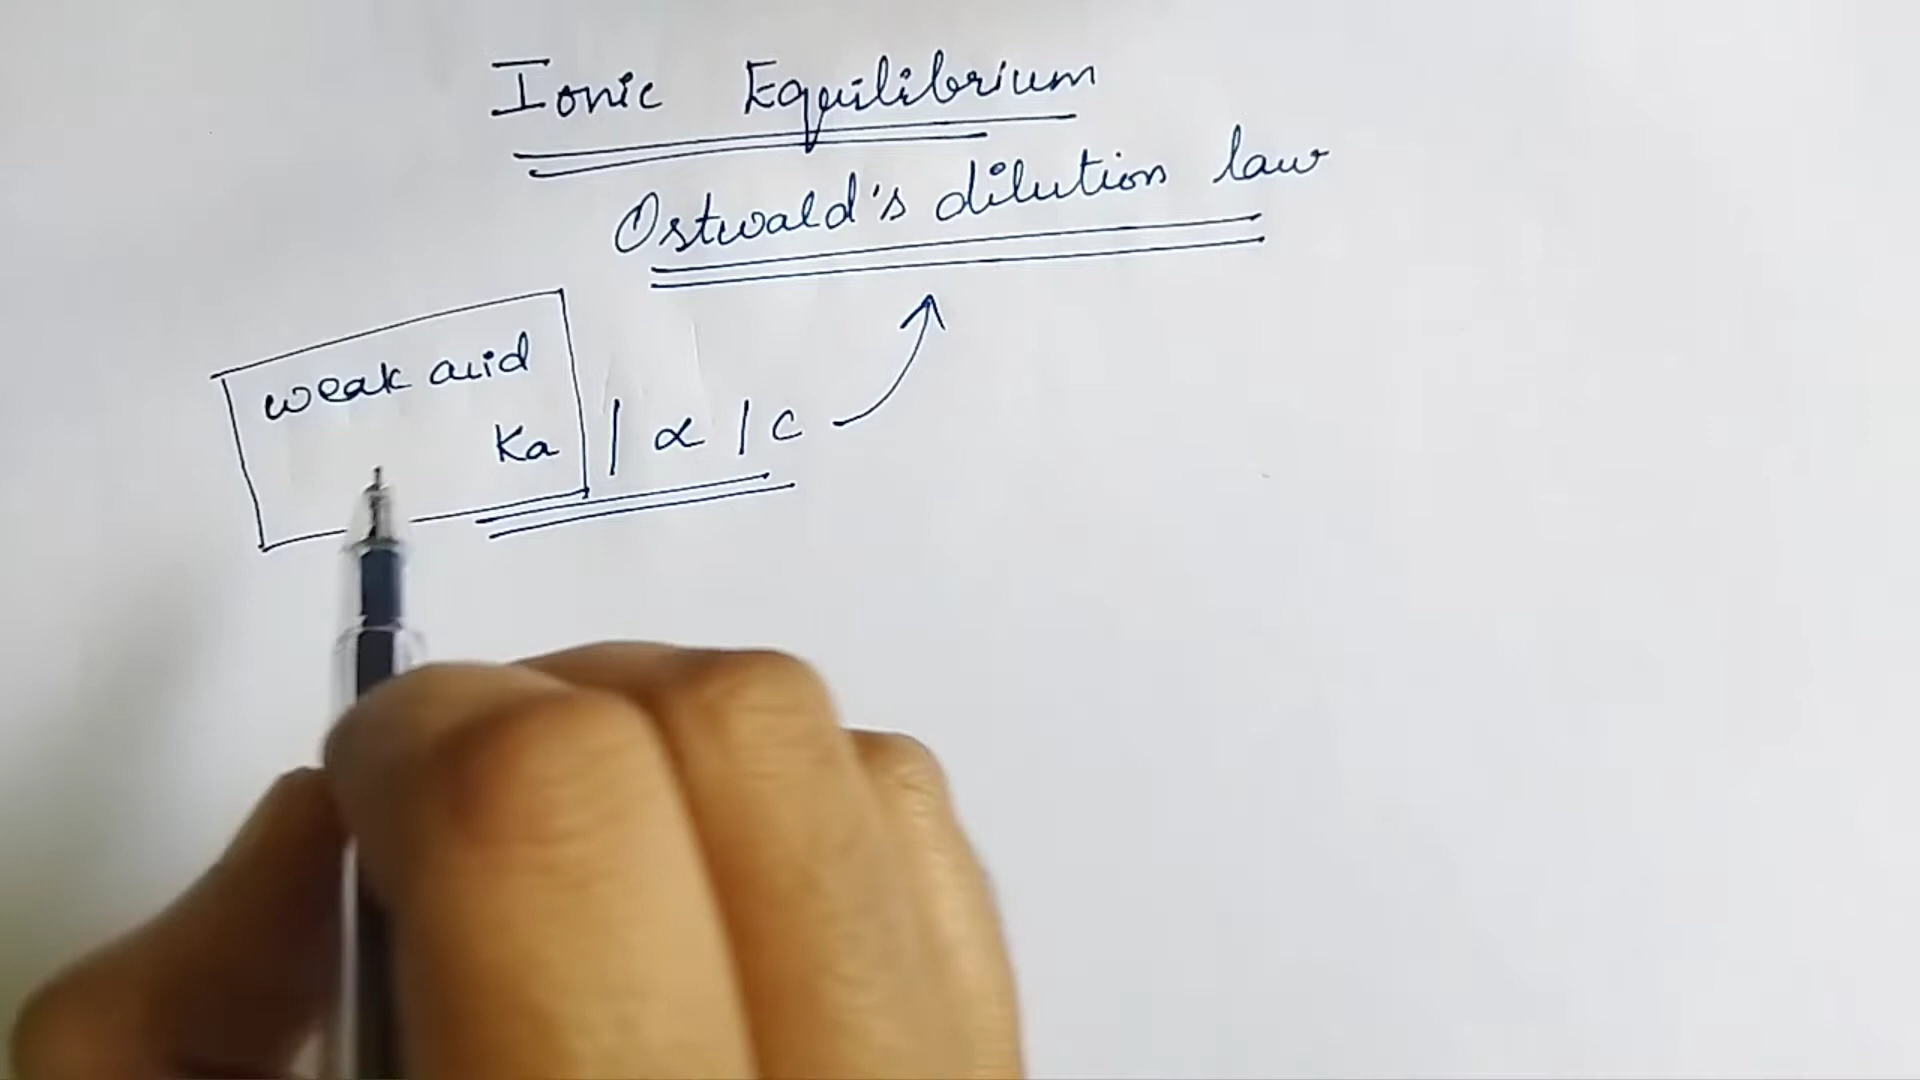 Ionic Equilibrium
Ostwald's dilution law
weak acid
Ka | α | c